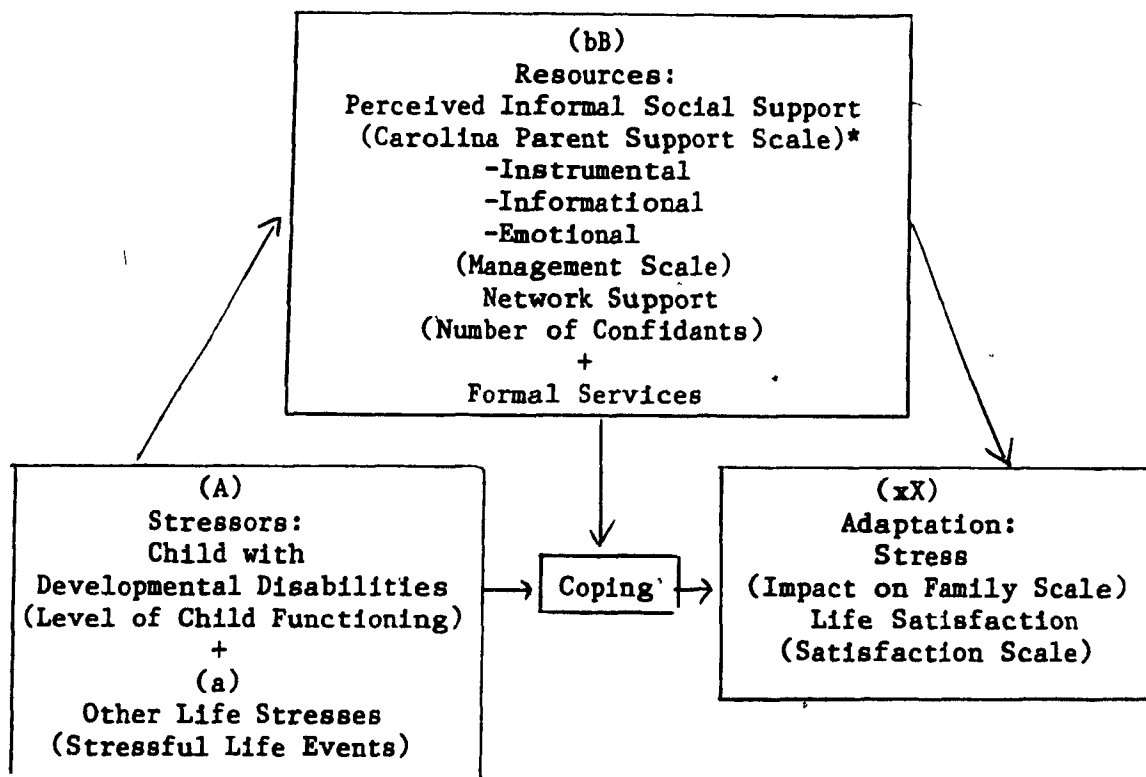 (bB)
Resources:
Perceived Informal Social Support
(Carolina Parent Support Scale)*
-Instrumental
-Informational
-Emotional
(Management Scale)
Network Support
(Number of Confidants)
+
Formal Services
(A)
Stressors:
Child with
Developmental Disabilities
(Level of Child Functioning)
+
(a)
Other Life Stresses
(Stressful Life Events)
Coping
(xX)
Adaptation:
Stress
(Impact on Family Scale)
Life Satisfaction
(Satisfaction Scale)